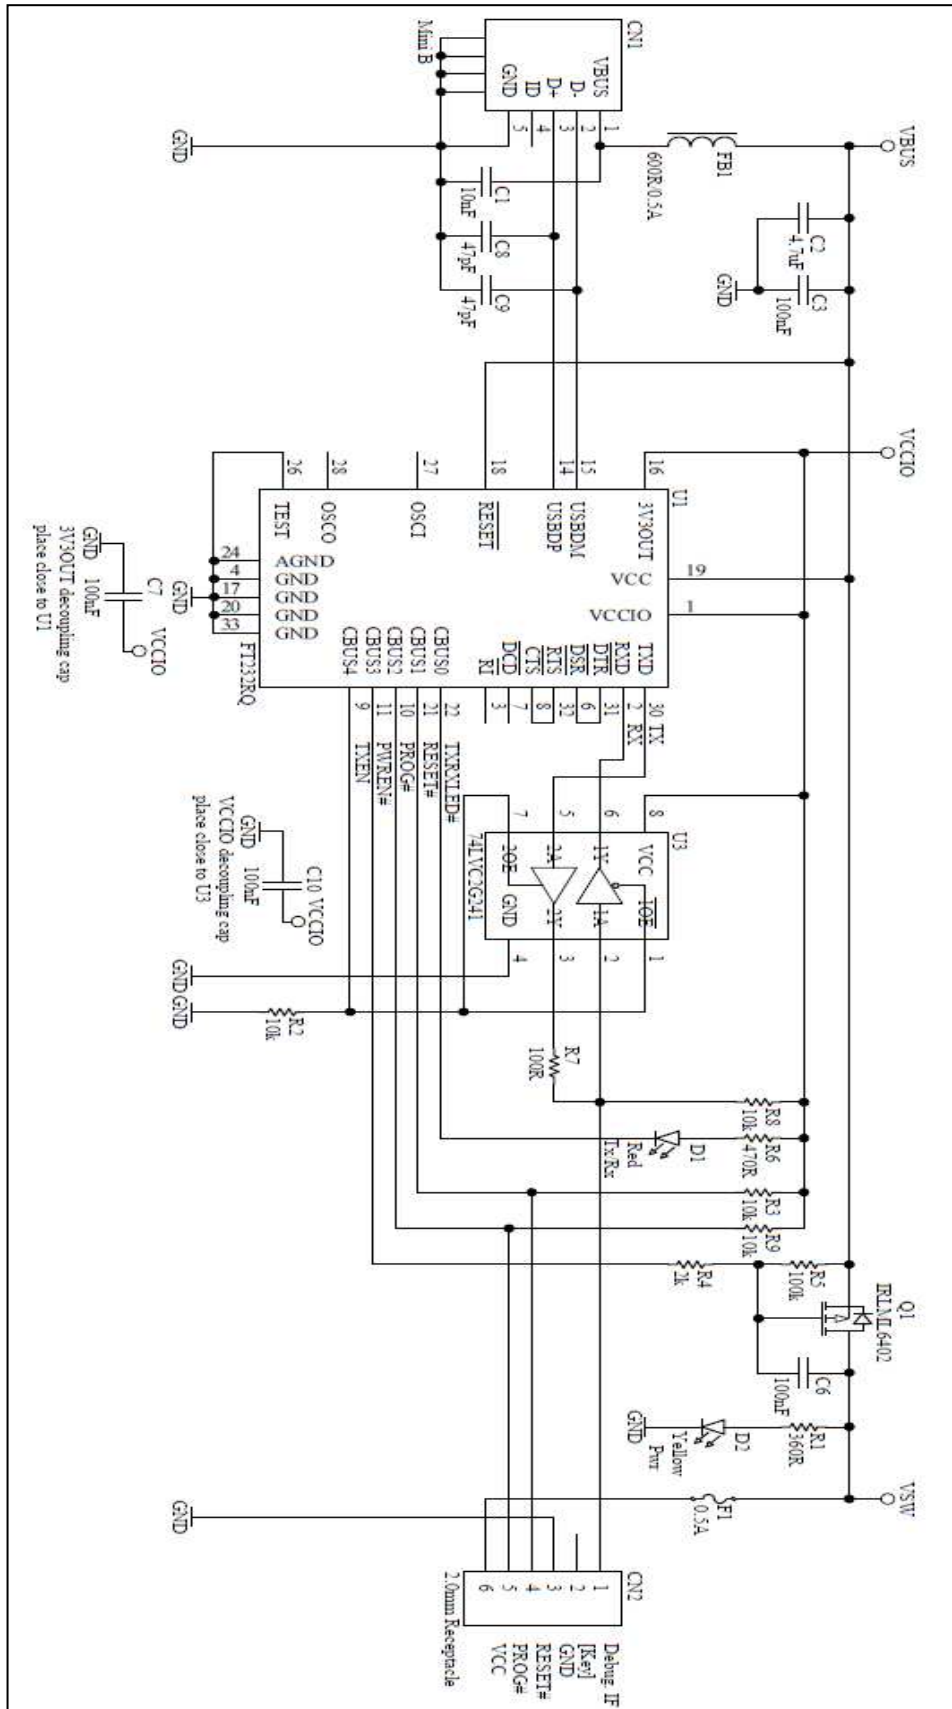 CN1
Mini B
VBUS
D-
D+
ID
GND
1
2
3
4
5
GND
FB1
600R/0.5A
VBUS
C1
10nF
C8
47pF
C9
47pF
C2
4.7uF
C3
100nF
GND
VCCIO
U1
FT232RQ
16
15
14
18
27
28
26
3V3OUT
USBDM
USBDP
RESET
OSCI
OSCO
TEST
19
VCC
1
VCCIO
24
AGND
4
GND
17
GND
20
GND
33
GND
GND
TXD
RXD
DTR
DSR
RTS
CTS
DCD
RI
30
TX
2
RX
31
6
32
8
7
3
CBUS0
CBUS1
CBUS2
CBUS3
CBUS4
22
TXRXLED#
21
RESET#
10
PROG#
11
PWREN#
9
TXEN
C7
100nF
GND
VCCIO
3V3OUT decoupling cap
place close to U1
C10
VCCIO
100nF
GND
VCCIO decoupling cap
place close to U3
U3
74LVC2G241
8
6
5
7
VCC
1Y
2A
2OE
1OE
1A
2Y
GND
1
2
3
4
GND
GND
R2
10k
R7
100R
R8
10k
R6
470R
D1
Red
Tx/Rx
R3
10k
R9
10k
R4
2k
R5
100k
Q1
IRLML6402
C6
100nF
R1
360R
D2
Yellow
Pwr
GND
VSW
F1
0.5A
GND
CN2
1
2
3
4
5
6
2.0mm Receptacle
Debug. IF
[Key]
GND
RESET#
PROG#
VCC